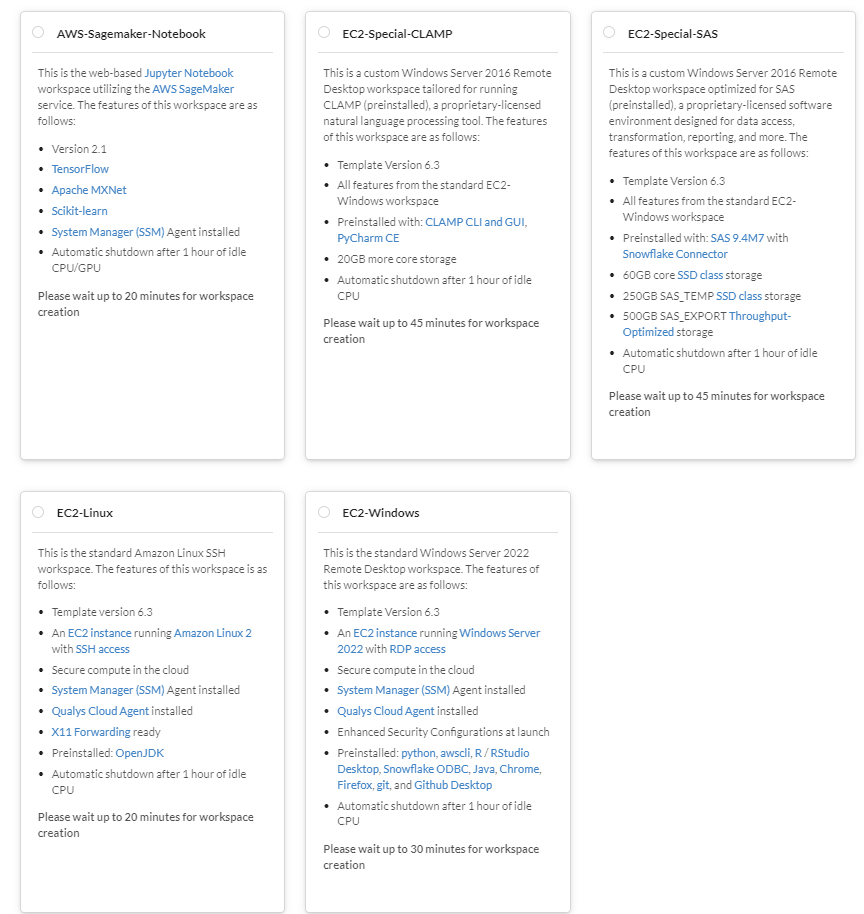 AWS-Sagemaker-Notebook
This is the web-based Jupyter Notebook
workspace utilizing the AWS SageMaker
service. The features of this workspace are as
follows:
• Version 2.1
• TensorFlow
• Apache MXNet
• Scikit-learn
• System Manager (SSM) Agent installed
• Automatic shutdown after 1 hour of idle
CPU/GPU
Please wait up to 20 minutes for workspace
creation
EC2-Special-CLAMP
This is a custom Windows Server 2016 Remote
Desktop workspace tailored for running
CLAMP (preinstalled), a proprietary-licensed
natural language processing tool. The features
of this workspace are as follows:
• Template Version 6.3
• All features from the standard EC2-
Windows workspace
• Preinstalled with: CLAMP CLI and GUI,
PyCharm CE
• 20GB more core storage
• Automatic shutdown after 1 hour of idle
CPU
Please wait up to 45 minutes for workspace
creation
EC2-Special-SAS
This is a custom Windows Server 2016 Remote
Desktop workspace optimized for SAS
(preinstalled), a proprietary-licensed software
environment designed for data access,
transformation, reporting, and more. The
features of this workspace are as follows:
• Template Version 6.3
• All features from the standard EC2-
Windows workspace
• Preinstalled with: SAS 9.4M7 with
Snowflake Connector
• 60GB core SSD class storage
• 250GB SAS_TEMP SSD class storage
• 500GB SAS_EXPORT Throughput-
Optimized storage
• Automatic shutdown after 1 hour of idle
CPU
Please wait up to 45 minutes for workspace
creation
EC2-Linux
This is the standard Amazon Linux SSH
workspace. The features of this workspace is as
follows:
• Template version 6.3
• An EC2 instance running Amazon Linux 2
with SSH access
• Secure compute in the cloud
• System Manager (SSM) Agent installed
• Qualys Cloud Agent installed
• X11 Forwarding ready
• Preinstalled: OpenJDK
• Automatic shutdown after 1 hour of idle
CPU
Please wait up to 20 minutes for workspace
creation
EC2-Windows
This is the standard Windows Server 2022
Remote Desktop workspace. The features of
this workspace are as follows:
• Template Version 6.3
• An EC2 instance running Windows Server
2022 with RDP access
• Secure compute in the cloud
• System Manager (SSM) Agent installed
• Qualys Cloud Agent installed
• Enhanced Security Configurations at launch
• Preinstalled: python, awscli, R / RStudio
Desktop, Snowflake ODBC, Java, Chrome,
Firefox, git, and Github Desktop
• Automatic shutdown after 1 hour of idle
CPU
Please wait up to 30 minutes for workspace
creation